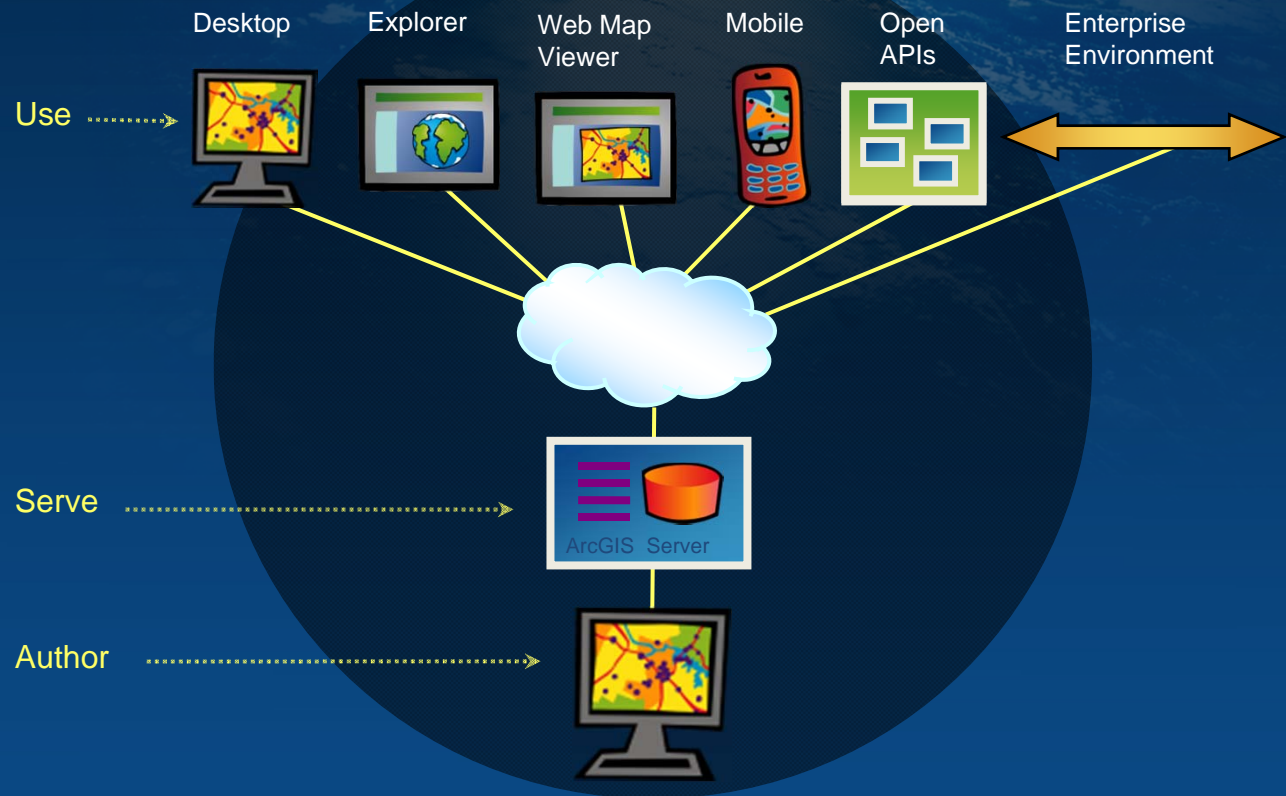 Desktop
Explorer
Web Map
Viewer
Mobile
Open
APIs
Enterprise
Environment
Use
Serve
ArcGIS Server
Author